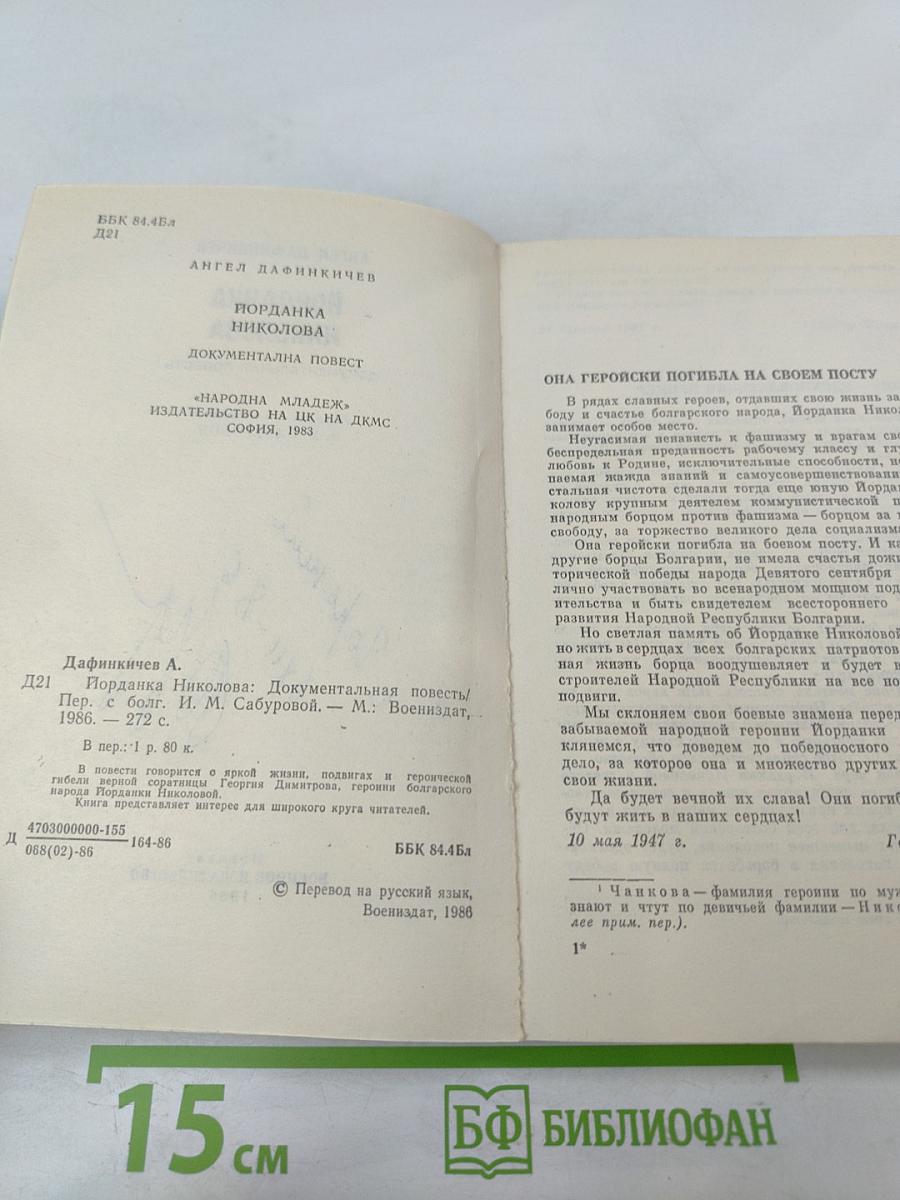 ББК 84.4Бл
Д21
АНГЕЛ ДАФИНКИЧЕВ
ЙОРДАНКА
НИКОЛОВА
ДОКУМЕНТАЛНА ПОВЕСТ
«НАРОДНА МЛАДЕЖ»
ИЗДАТЕЛЬСТВО НА ЦК НА ДКМС
СОФИЯ, 1983
Дафинкичев А.
Д21 Йорданка Николова: Документальная повесть/
Пер. с болг. И. М. Сабуровой. — М.: Воениздат,
1986. — 272 с.
В пер.: 1 р. 80 к.
В повести говорится о яркой жизни, подвигах и героической
гибели верной соратницы Георгия Димитрова, героини болгарского
народа Йорданки Николовой.
Книга представляет интерес для широкого круга читателей.
Д 4703000000-155
068(02)-86
164-86
ББК 84.4Бл
© Перевод на русский язык,
Воениздат, 1986
ОНА ГЕРОЙСКИ ПОГИБЛА НА СВОЕМ ПОСТУ
В рядах славных героев, отдавших свою жизнь за
боду и счастье болгарского народа, Йорданка Никол
занимает особое место.
Неугасимая ненависть к фашизму и врагам сво
беспредельная преданность рабочему классу и глу
любовь к Родине, исключительные способности, не
паемая жажда знаний и самоусовершенствовани
стальная чистота сделали тогда еще юную Йордан
колову крупным деятелем коммунистической п
народным борцом против фашизма — борцом за
свободу, за торжество великого дела социализма
Она геройски погибла на боевом посту. И ка
другие борцы Болгарии, не имела счастья дожи
торической победы народа Девятого сентября
лично участвовать во всенародном мощном под
ительства и быть свидетелем всестороннего
развития Народной Республики Болгарии.
Но светлая память об Йорданке Николовой
но жить в сердцах всех болгарских патриотов
ная жизнь борца воодушевляет и будет в
строителей Народной Республики на все но
подвиги.
Мы склоняем свои боевые знамена перед
забываемой народной героини Йорданки
клянемся, что доведем до победоносного
дело, за которое она и множество других
свои жизни.
Да будет вечной их слава! Они погиб
будут жить в наших сердцах!
10 мая 1947 г. Г
¹ Чанкова — фамилия героини по муж
знают и чтут по девичьей фамилии — Нико
лее прим. пер.).
1*
15 см
БФ БИБЛИОФАН